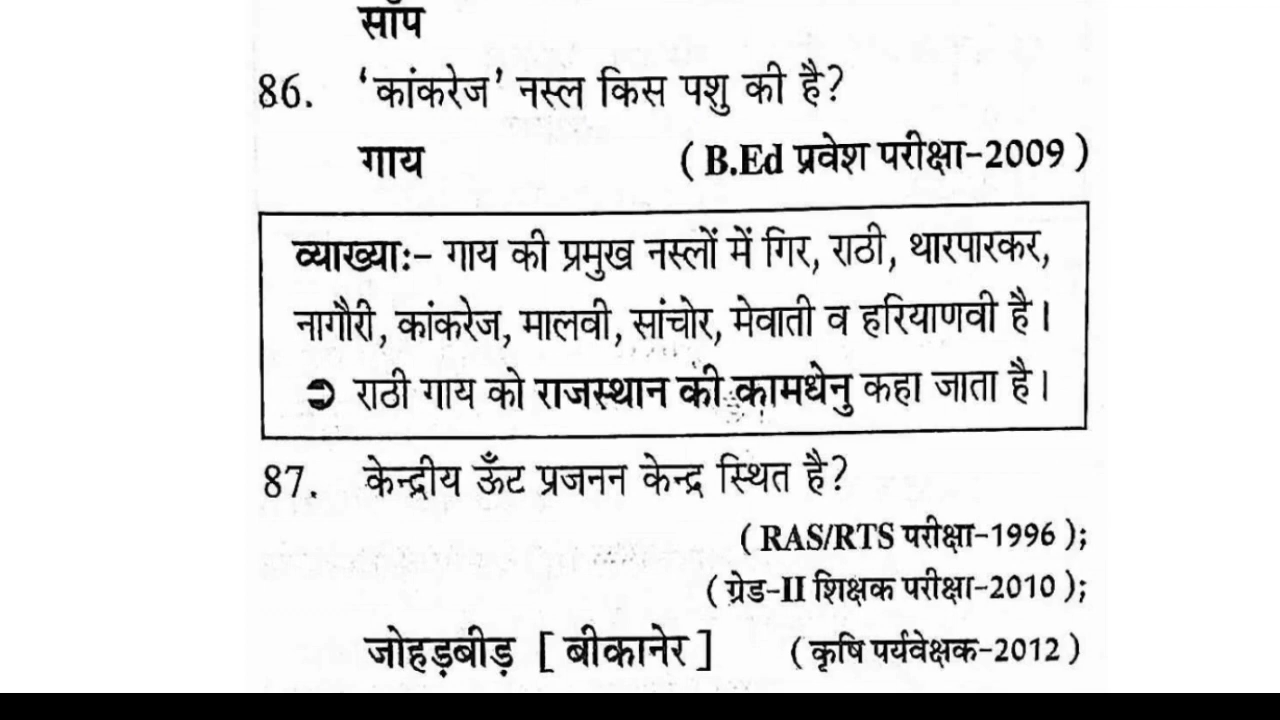 साँप
86. 'कांकरेज' नस्ल किस पशु की है?
गाय (B.Ed प्रवेश परीक्षा-2009)
व्याख्याः- गाय की प्रमुख नस्लों में गिर, राठी, थारपारकर,
नागौरी, कांकरेज, मालवी, सांचोर, मेवाती व हरियाणवी है।
⊃ राठी गाय को राजस्थान की कामधेनु कहा जाता है।
87. केन्द्रीय ऊँट प्रजनन केन्द्र स्थित है?
(RAS/RTS परीक्षा-1996);
(ग्रेड-II शिक्षक परीक्षा-2010);
जोहड़बीड़ [बीकानेर] (कृषि पर्यवेक्षक-2012)